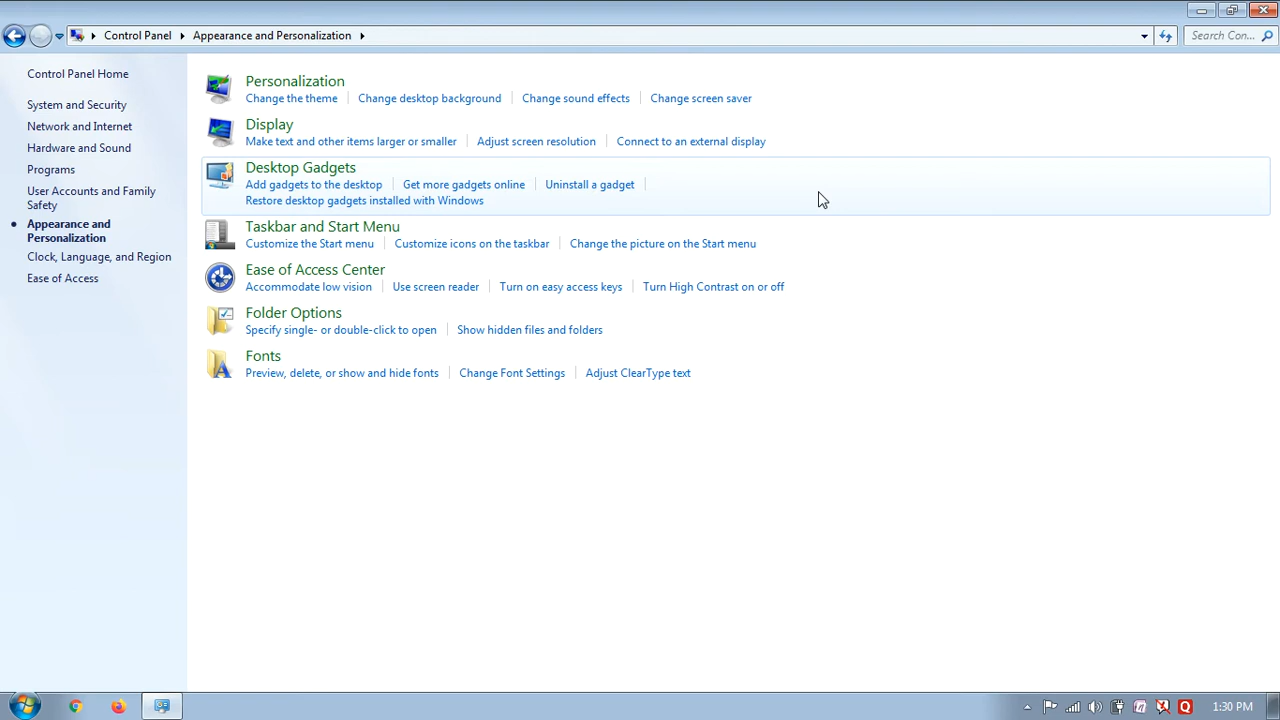 Control Panel
Appearance and Personalization
Search Con...
Control Panel Home
System and Security
Network and Internet
Hardware and Sound
Programs
User Accounts and Family
Safety
Appearance and
Personalization
Clock, Language, and Region
Ease of Access
Personalization
Change the theme
Change desktop background
Change sound effects
Change screen saver
Display
Make text and other items larger or smaller
Adjust screen resolution
Connect to an external display
Desktop Gadgets
Add gadgets to the desktop
Get more gadgets online
Uninstall a gadget
Restore desktop gadgets installed with Windows
Taskbar and Start Menu
Customize the Start menu
Customize icons on the taskbar
Change the picture on the Start menu
Ease of Access Center
Accommodate low vision
Use screen reader
Turn on easy access keys
Turn High Contrast on or off
Folder Options
Specify single- or double-click to open
Show hidden files and folders
Fonts
Preview, delete, or show and hide fonts
Change Font Settings
Adjust ClearType text
1:30 PM